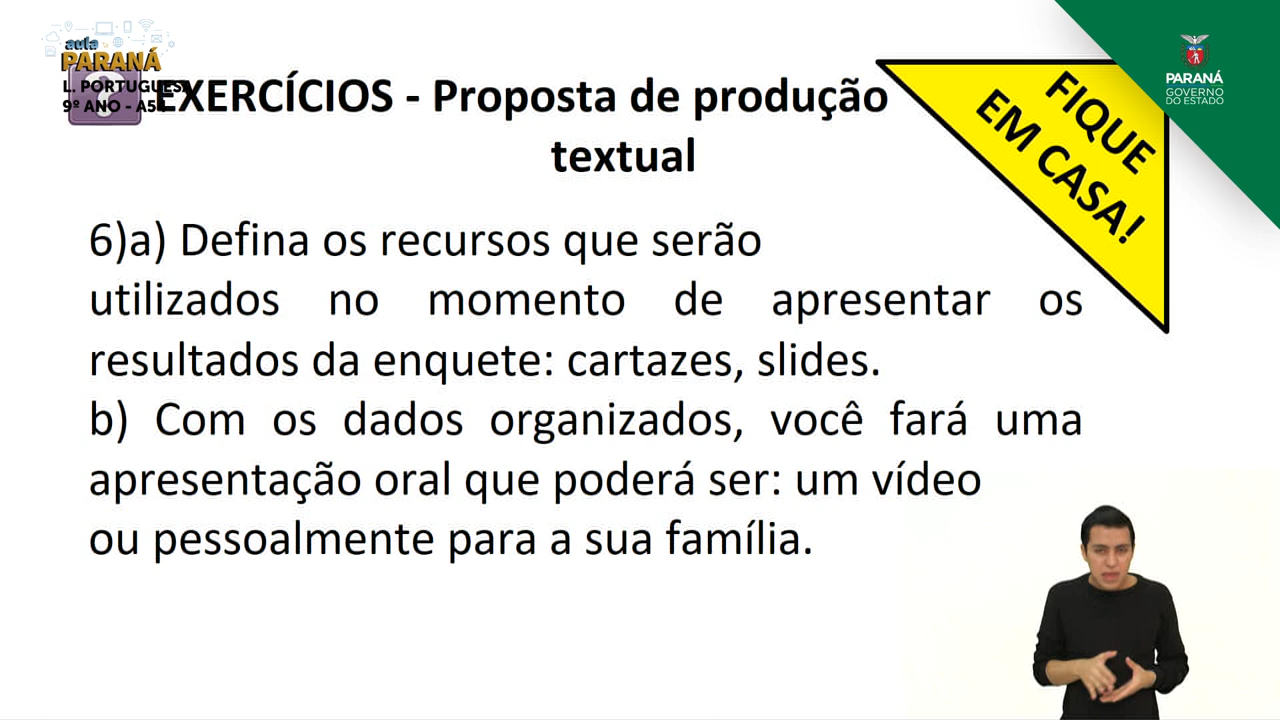 aula
PARANÁ
L. PORTUGUES
9º ANO - A5
EXERCÍCIOS - Proposta de produção
textual
FIQUE
EM CASA!
PARANÁ
GOVERNO
DO ESTADO
6)a) Defina os recursos que serão
utilizados no momento de apresentar os
resultados da enquete: cartazes, slides.
b) Com os dados organizados, você fará uma
apresentação oral que poderá ser: um vídeo
ou pessoalmente para a sua família.